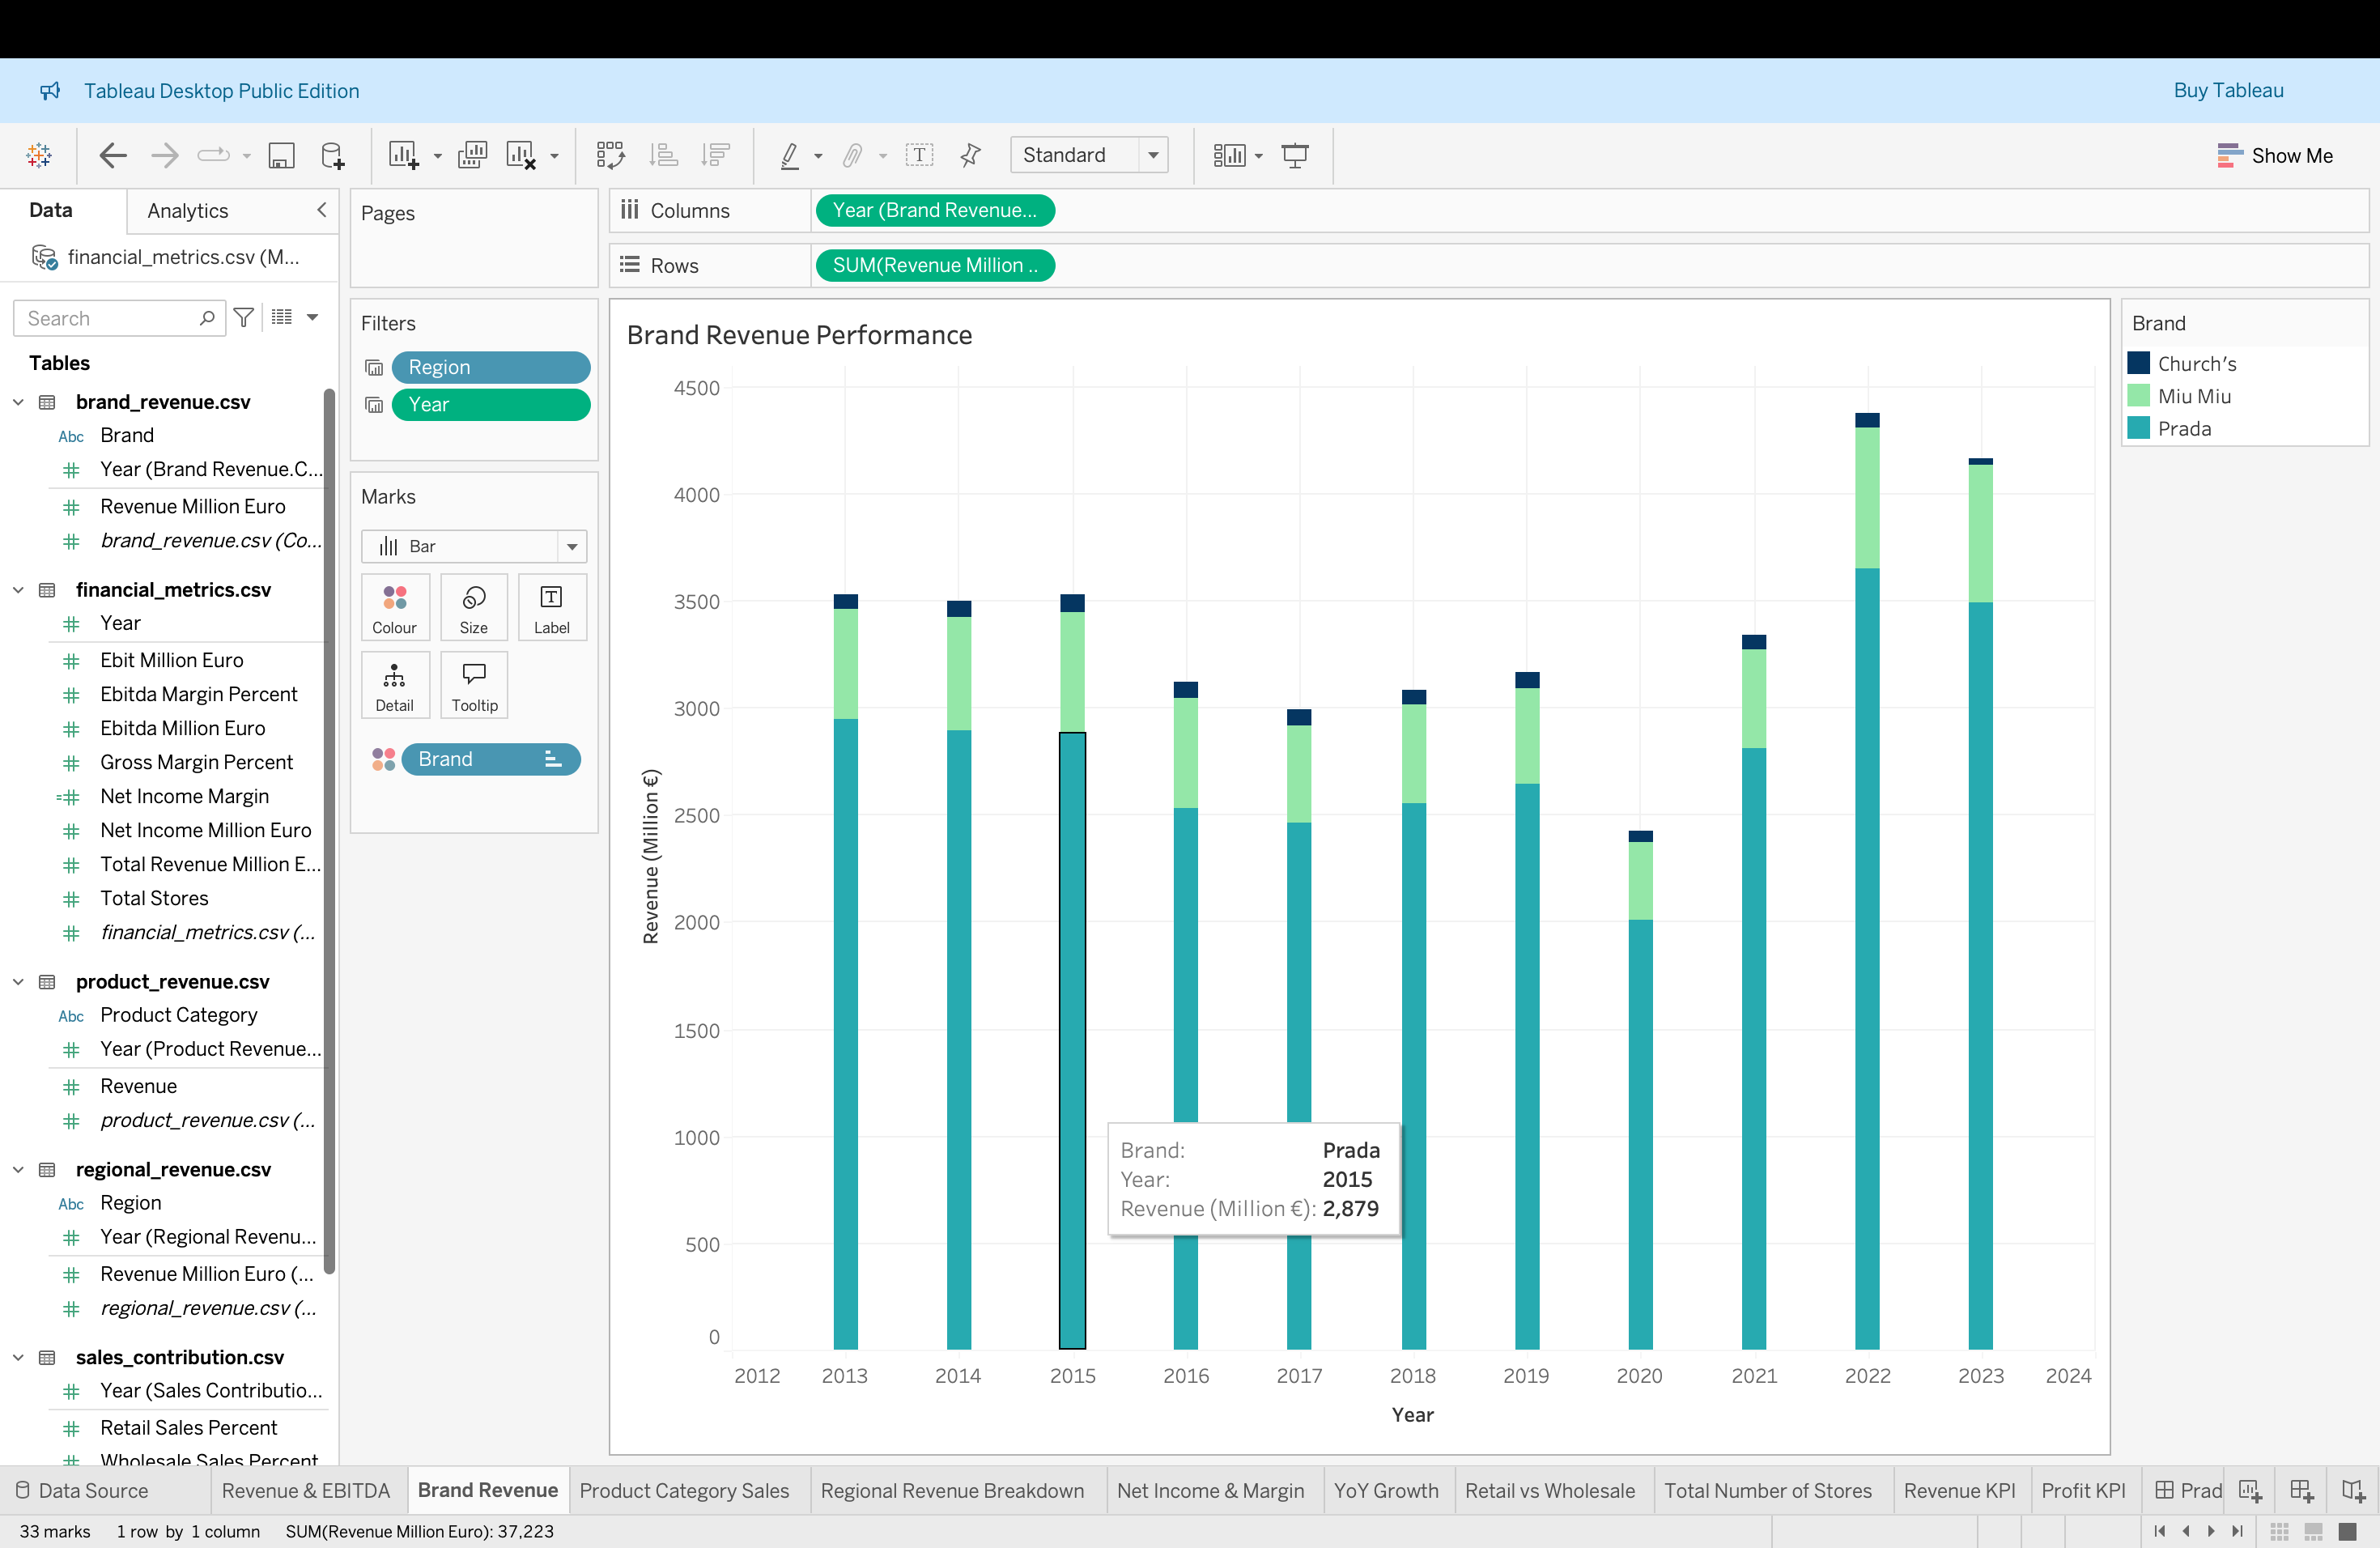 Tableau Desktop Public Edition
Buy Tableau
Standard
Show Me
Data
Analytics
financial_metrics.csv (M...
Search
Tables
brand_revenue.csv
Abc Brand
Year (Brand Revenue.C...
Revenue Million Euro
brand_revenue.csv (Co...
financial_metrics.csv
Year
Ebit Million Euro
Ebitda Margin Percent
Ebitda Million Euro
Gross Margin Percent
Net Income Margin
Net Income Million Euro
Total Revenue Million E...
Total Stores
financial_metrics.csv (...
product_revenue.csv
Abc Product Category
Year (Product Revenue...
Revenue
product_revenue.csv (...
regional_revenue.csv
Abc Region
Year (Regional Revenu...
Revenue Million Euro (...
regional_revenue.csv (...
sales_contribution.csv
Year (Sales Contributio...
Retail Sales Percent
Wholesale Sales Percent
Pages
Filters
Region
Year
Marks
Bar
Colour
Size
Label
Detail
Tooltip
Brand
Columns
Year (Brand Revenue...
Rows
SUM(Revenue Million ..
Brand Revenue Performance
Revenue (Million €)
4500
4000
3500
3000
2500
2000
1500
1000
500
0
Brand: Prada
Year: 2015
Revenue (Million €): 2,879
2012 2013 2014 2015 2016 2017 2018 2019 2020 2021 2022 2023 2024
Year
Brand
Church's
Miu Miu
Prada
Data Source
Revenue & EBITDA
Brand Revenue
Product Category Sales
Regional Revenue Breakdown
Net Income & Margin
YoY Growth
Retail vs Wholesale
Total Number of Stores
Revenue KPI
Profit KPI
Prad
33 marks 1 row by 1 column SUM(Revenue Million Euro): 37,223